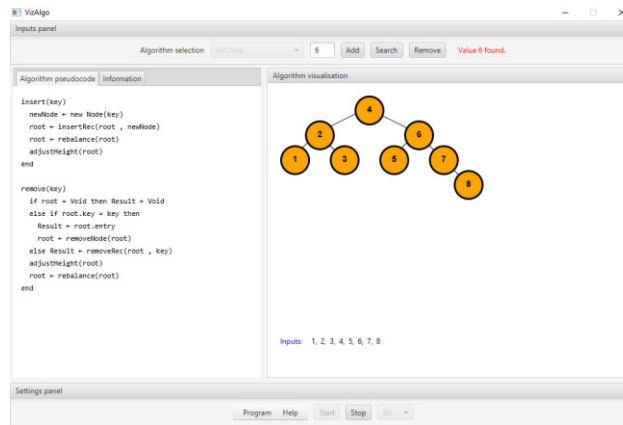 VizAlgo
Inputs panel
Algorithm selection AVLTree 6 Add Search Remove Value 6 found.
Algorithm pseudocode Information
insert(key)
newNode ← new Node(key)
root ← insertRec(root , newNode)
root ← rebalance(root)
adjustHeight(root)
end
remove(key)
if root = Void then Result ← Void
else if root.key = key then
Result ← root.entry
root ← removeNode(root)
else Result ← removeRec(root , key)
adjustHeight(root)
root ← rebalance(root)
end
Algorithm visualisation
4
2 6
1 3 5 7
8
Inputs: 1, 2, 3, 4, 5, 6, 7, 8
Settings panel
Program Help Start Stop EN